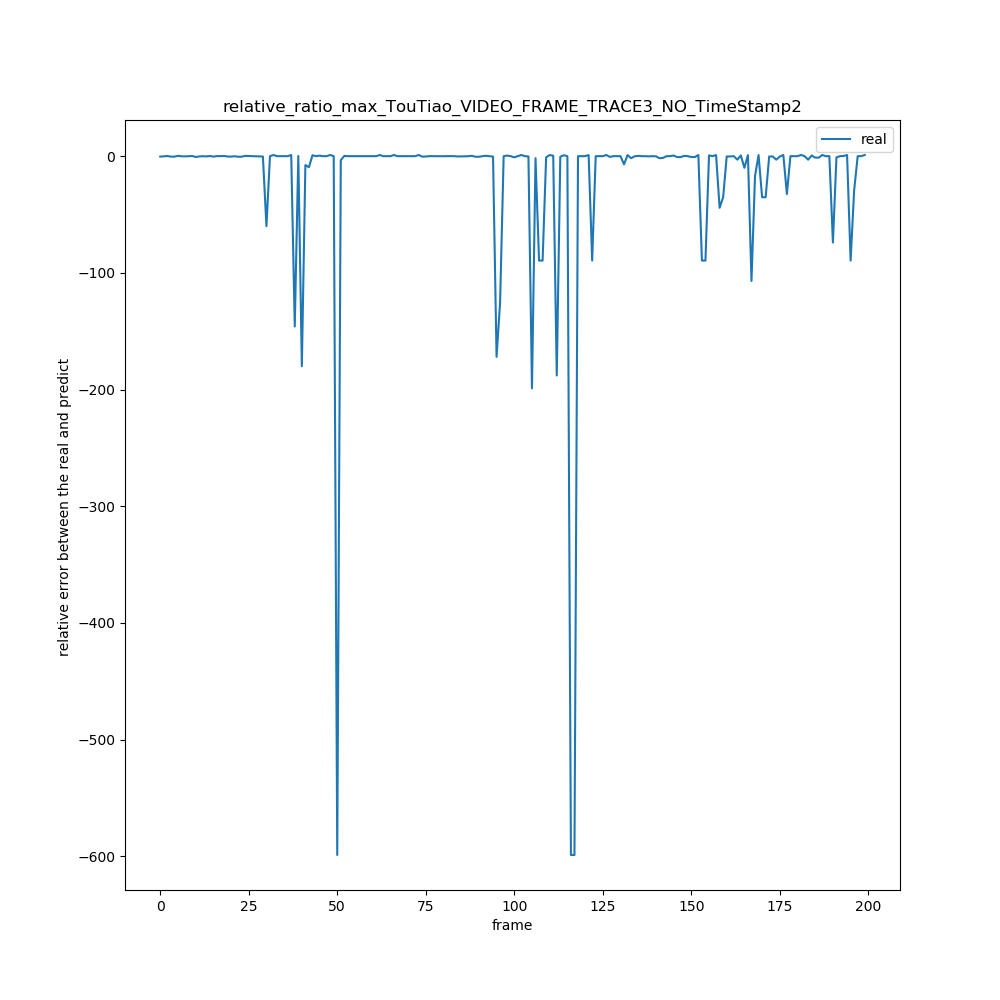 relative_ratio_max_TouTiao_VIDEO_FRAME_TRACE3_NO_TimeStamp2
real
0
−100
−200
−300
−400
−500
−600
relative error between the real and predict
0 25 50 75 100 125 150 175 200
frame